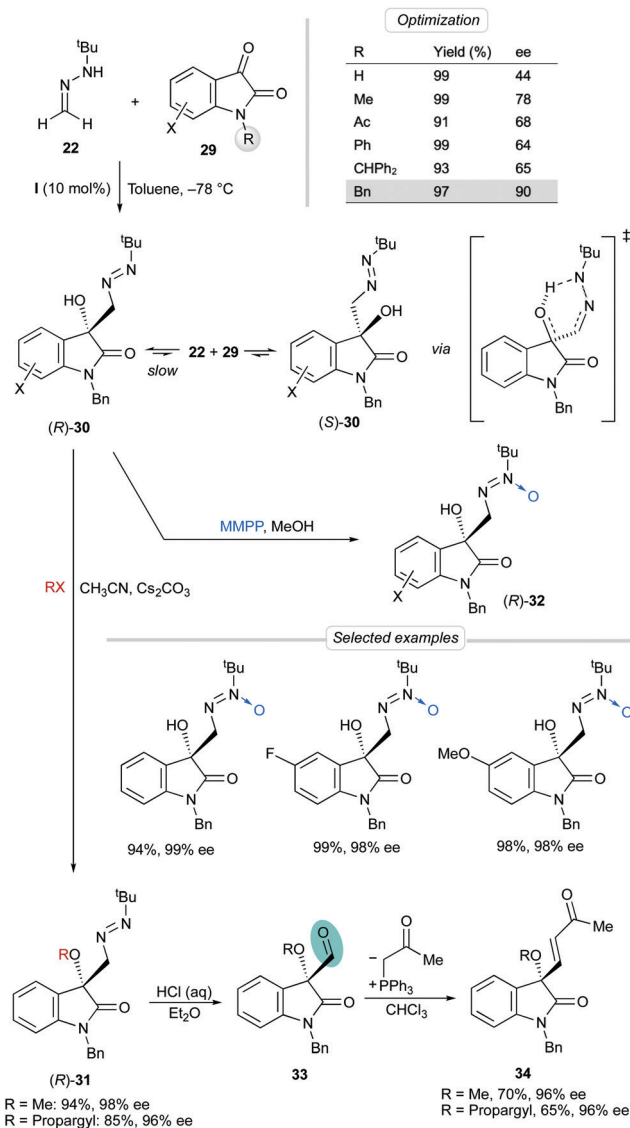 Optimization
R Yield (%) ee
H 99 44
Me 99 78
Ac 91 68
Ph 99 64
CHPh₂ 93 65
Bn 97 90
ᵗBu
N NH
H H
22
+
X O O N R
29
I (10 mol%) Toluene, –78 °C
ᵗBu
N=N
HO
O
N
X Bn
(R)-30
slow
22 + 29
ᵗBu
N=N
OH
O
N
X Bn
(S)-30
via
‡
ᵗBu
H N
O N
O
N
Bn
MMPP, MeOH
ᵗBu
N=N
O
HO
O
N
X Bn
(R)-32
RX CH₃CN, Cs₂CO₃
Selected examples
ᵗBu
N=N
O
HO
O
N
Bn
94%, 99% ee
ᵗBu
N=N
O
HO
F
O
N
Bn
99%, 98% ee
ᵗBu
N=N
O
HO
MeO
O
N
Bn
98%, 98% ee
ᵗBu
N=N
RO
O
N
Bn
(R)-31
R = Me: 94%, 98% ee
R = Propargyl: 85%, 96% ee
HCl (aq)
Et₂O
O
RO
O
N
Bn
33
O
– Me
+PPh₃
CHCl₃
O
Me
RO
O
N
Bn
34
R = Me, 70%, 96% ee
R = Propargyl, 65%, 96% ee